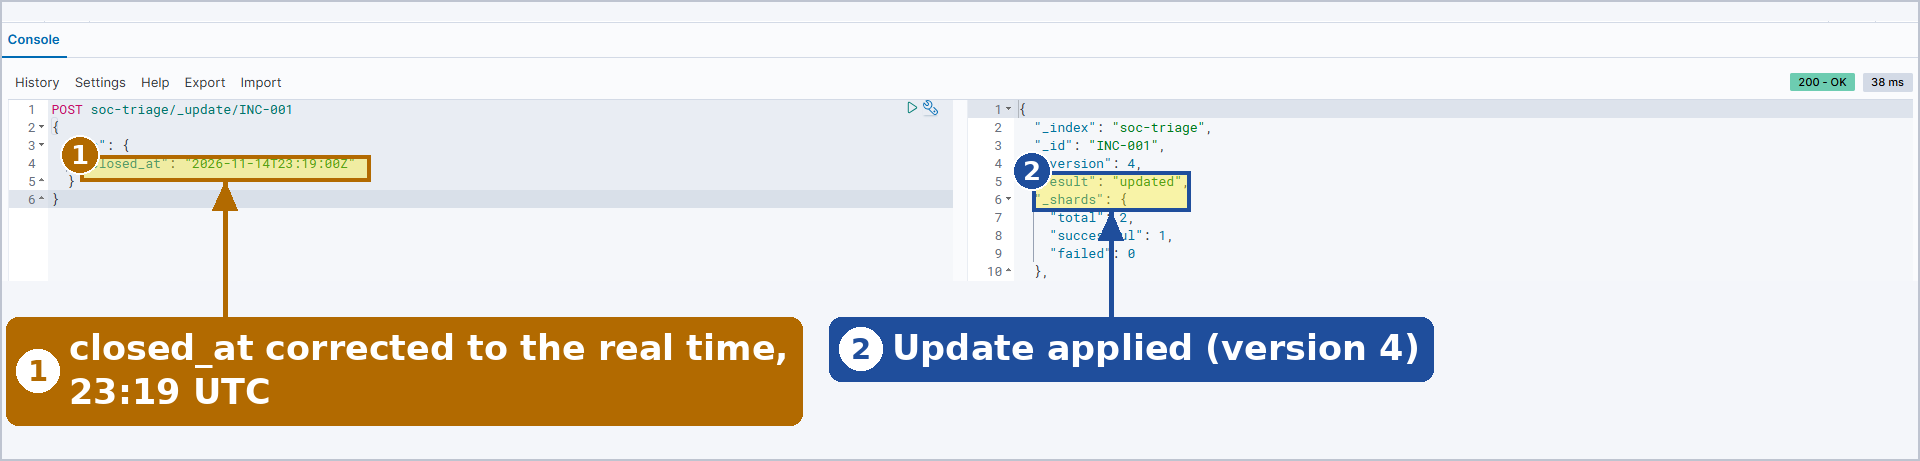 Console
History Settings Help Export Import
200 - OK 38 ms
1 POST soc-triage/_update/INC-001
2 {
3 ": {
4 losed_at": "2026-11-14T23:19:00Z"
5 }
6 }
1
1 {
2 "_index": "soc-triage",
3 "_id": "INC-001",
4 version": 4,
5 esult": "updated",
6 "_shards": {
7 "total": 2,
8 "successful": 1,
9 "failed": 0
10 },
2
1 closed_at corrected to the real time,
23:19 UTC
2 Update applied (version 4)